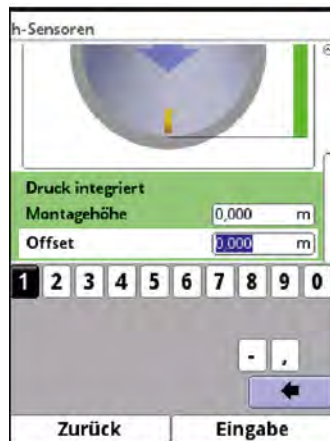 h-Sensoren
Druck integriert
Montagehöhe 0,000 m
Offset 0,000 m
1 2 3 4 5 6 7 8 9 0
- ,
Zurück Eingabe